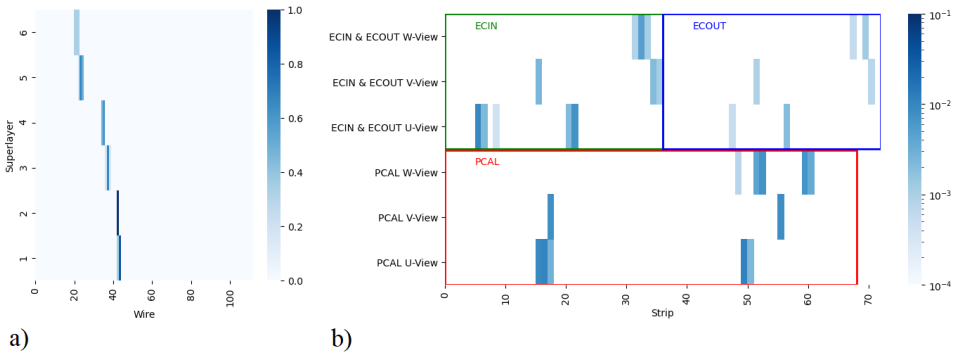 6
5
4
3
2
1
Superlayer
0
20
40
60
80
100
Wire
1.0
0.8
0.6
0.4
0.2
0.0
a)
ECIN & ECOUT W-View
ECIN & ECOUT V-View
ECIN & ECOUT U-View
PCAL W-View
PCAL V-View
PCAL U-View
ECIN
ECOUT
PCAL
0
10
20
30
40
50
60
70
Strip
10⁻¹
10⁻²
10⁻³
10⁻⁴
b)